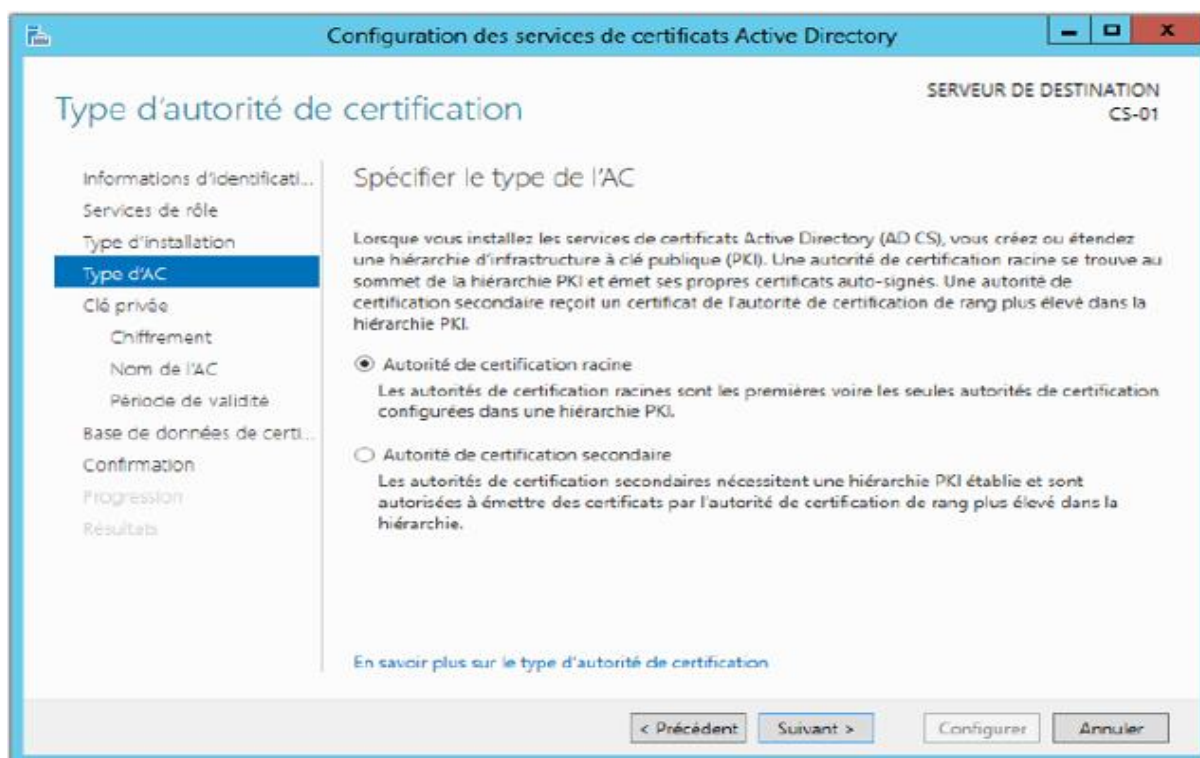 Configuration des services de certificats Active Directory
Type d'autorité de certification
SERVEUR DE DESTINATION
CS-01
Informations d'identificati...
Services de rôle
Type d'installation
Type d'AC
Clé privée
Chiffrement
Nom de l'AC
Période de validité
Base de données de certi...
Confirmation
Progression
Résultats
Spécifier le type de l'AC
Lorsque vous installez les services de certificats Active Directory (AD CS), vous créez ou étendez
une hiérarchie d'infrastructure à clé publique (PKI). Une autorité de certification racine se trouve au
sommet de la hiérarchie PKI et émet ses propres certificats auto-signés. Une autorité de
certification secondaire reçoit un certificat de l'autorité de certification de rang plus élevé dans la
hiérarchie PKI.
Autorité de certification racine
Les autorités de certification racines sont les premières voire les seules autorités de certification
configurées dans une hiérarchie PKI.
Autorité de certification secondaire
Les autorités de certification secondaires nécessitent une hiérarchie PKI établie et sont
autorisées à émettre des certificats par l'autorité de certification de rang plus élevé dans la
hiérarchie.
En savoir plus sur le type d'autorité de certification
< Précédent
Suivant >
Configurer
Annuler